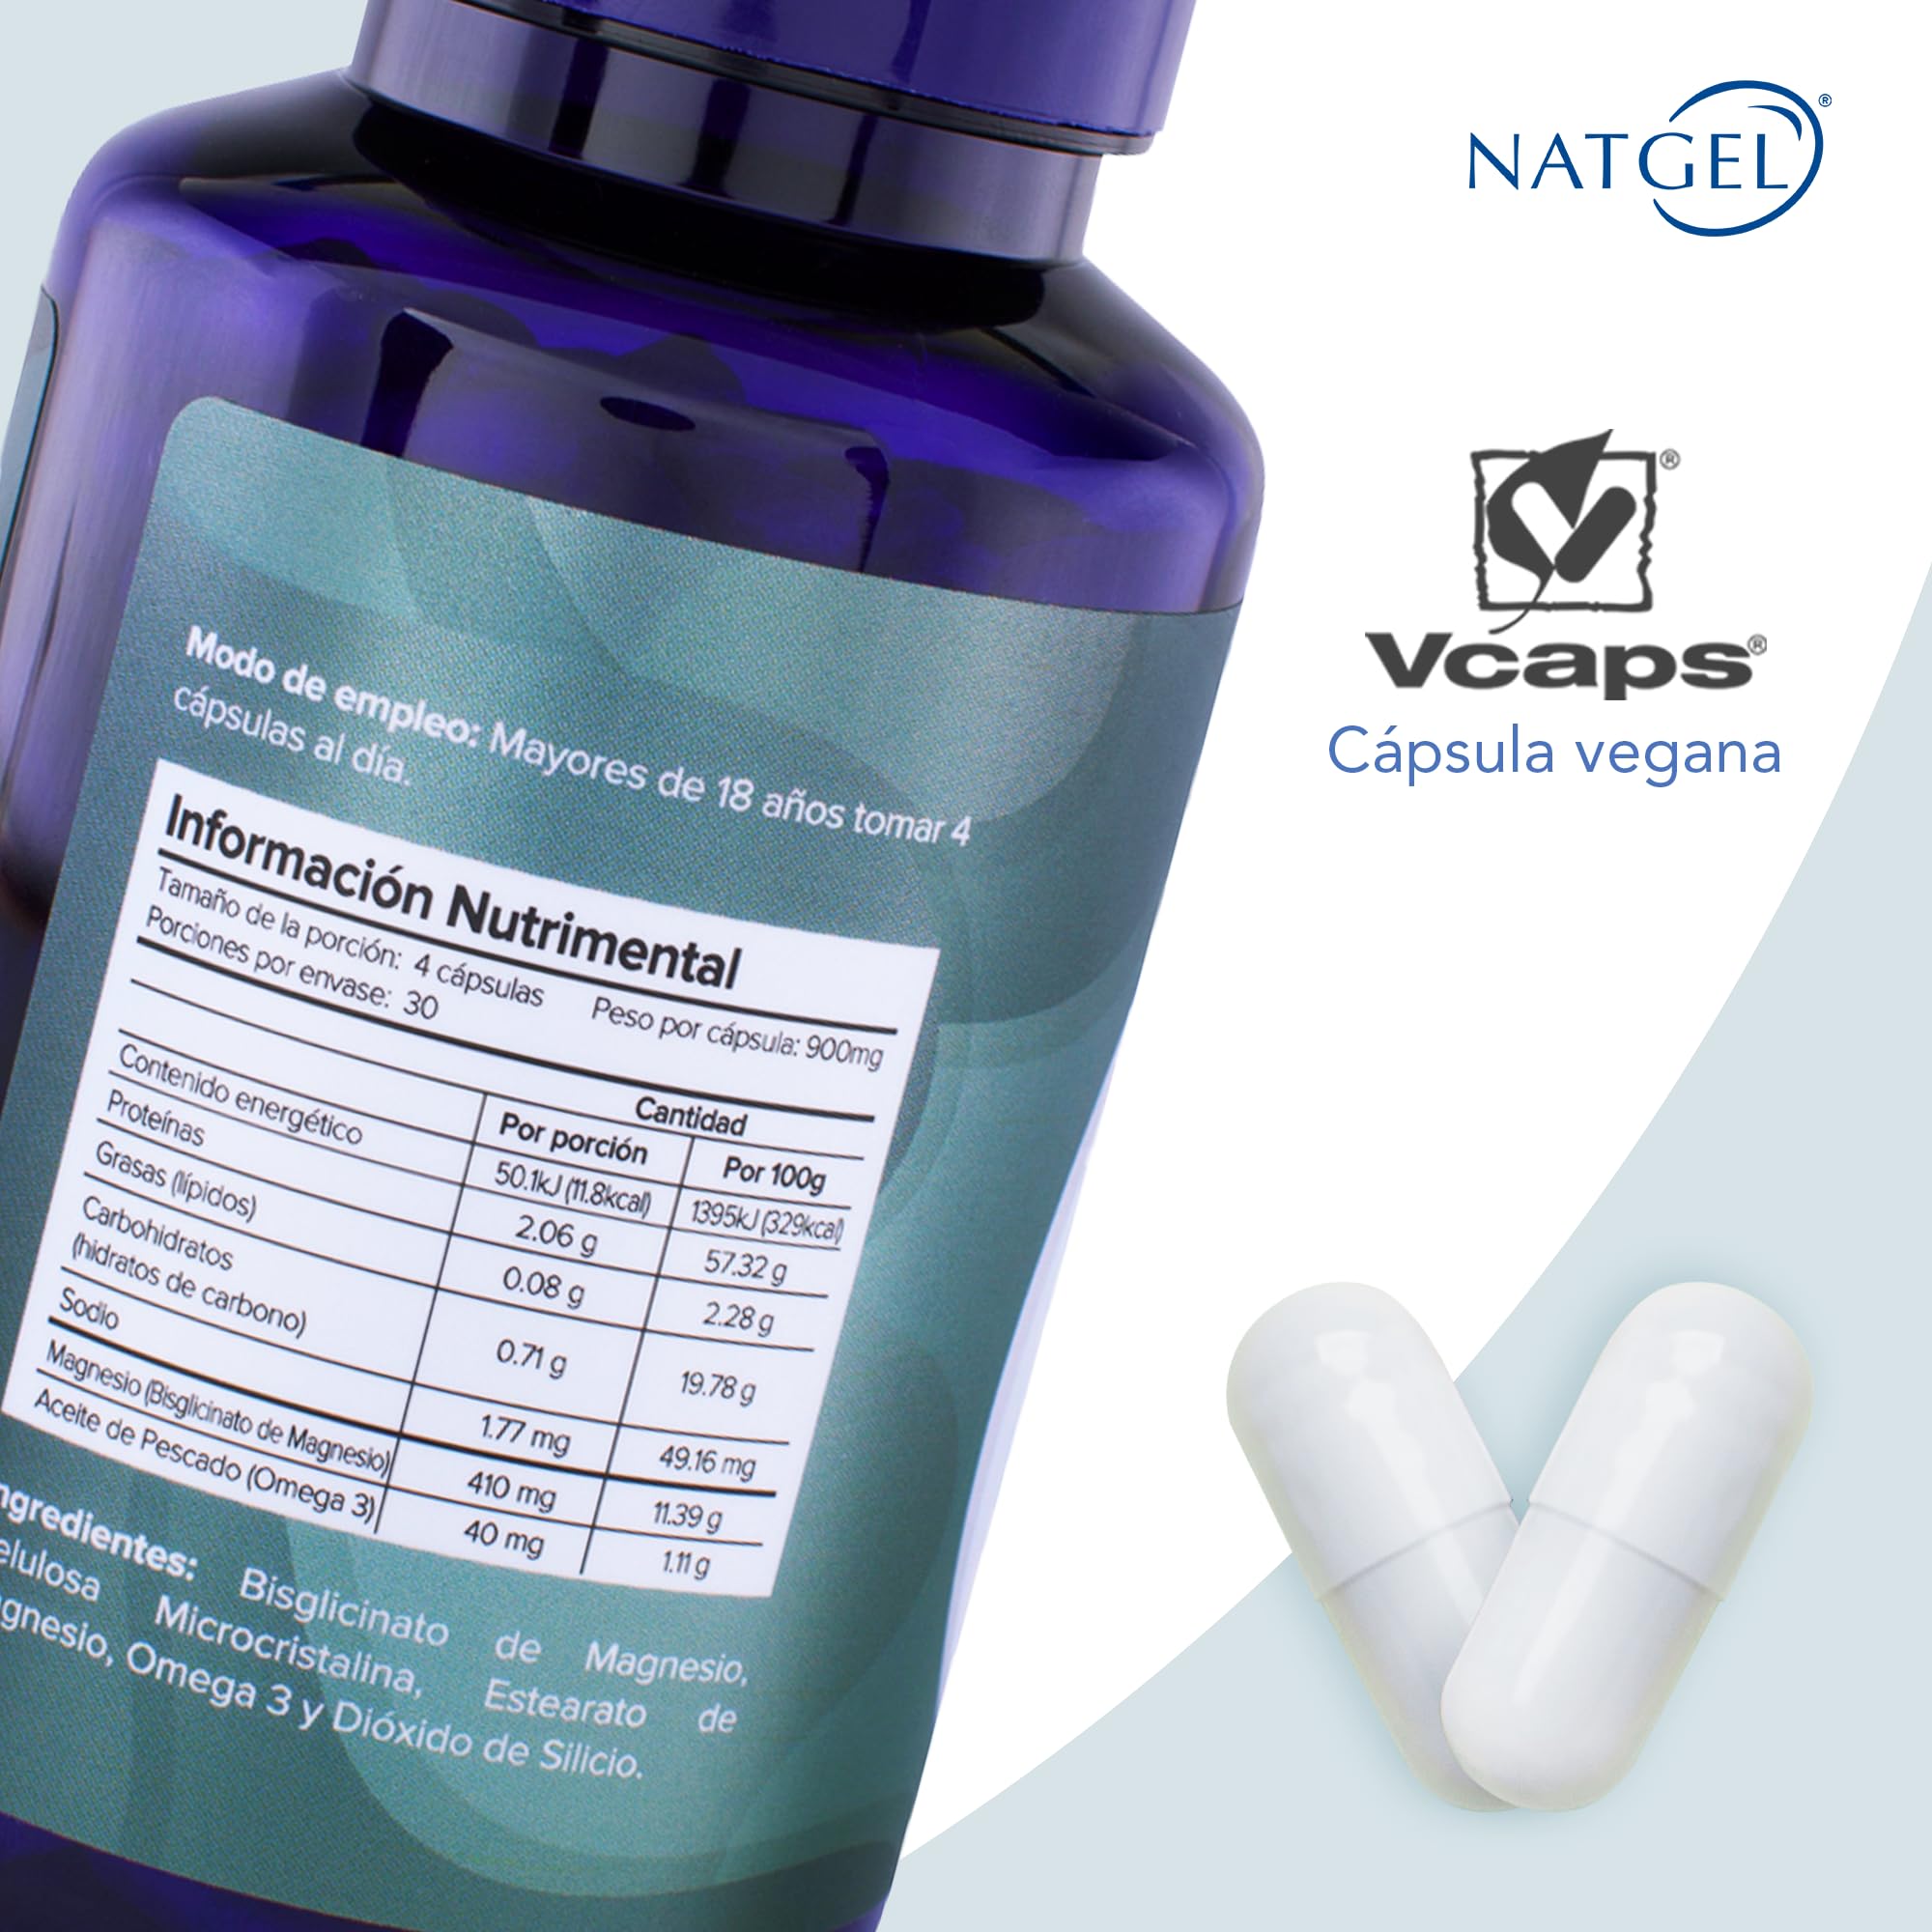 NATGEL®
Vcaps®
Cápsula vegana
Modo de empleo: Mayores de 18 años tomar 4
cápsulas al día.
Información Nutrimental
Tamaño de la porción: 4 cápsulas Peso por cápsula: 900mg
Porciones por envase: 30
Cantidad
Por porción Por 100g
Contenido energético 50.1kJ (11.8kcal) 1395kJ (329kcal)
Proteínas 2.06 g 57.32 g
Grasas (lípidos) 0.08 g 2.28 g
Carbohidratos
(hidratos de carbono) 0.71 g 19.78 g
Sodio 1.77 mg 49.16 mg
Magnesio (Bisglicinato de Magnesio) 410 mg 11.39 g
Aceite de Pescado (Omega 3) 40 mg 1.11 g
ngredientes: Bisglicinato de Magnesio,
elulosa Microcristalina, Estearato de
gnesio, Omega 3 y Dióxido de Silicio.